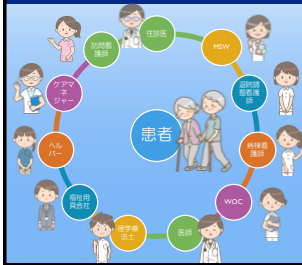 往診医
MSW
退院調
整看護
師
病棟看
護師
WOC
医師
理学療
法士
福祉用
具会社
ヘル
パー
ケアマ
ネ
ジャー
訪問看
護師
患者